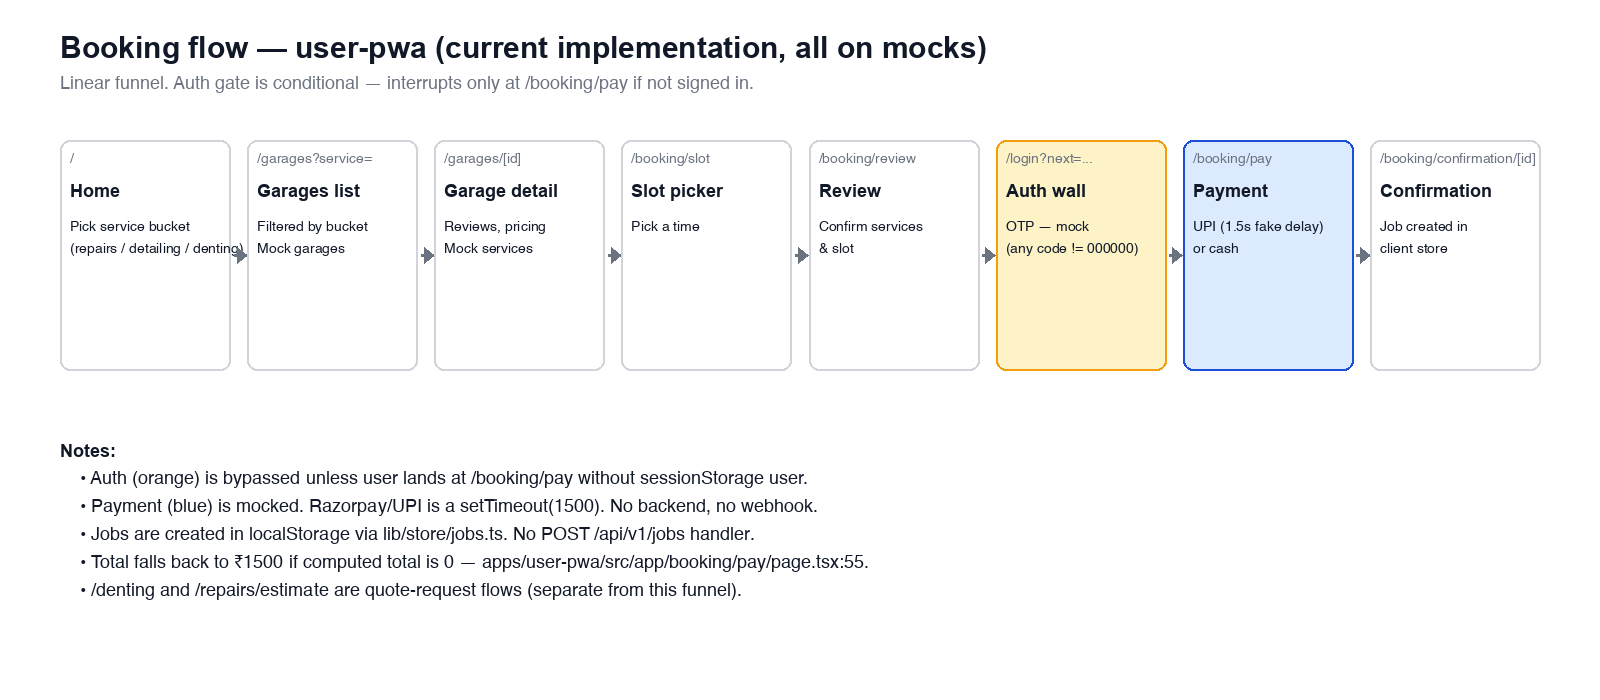 Booking flow — user-pwa (current implementation, all on mocks)
Linear funnel. Auth gate is conditional — interrupts only at /booking/pay if not signed in.
/
Home
Pick service bucket
(repairs / detailing / denting)
/garages?service=
Garages list
Filtered by bucket
Mock garages
/garages/[id]
Garage detail
Reviews, pricing
Mock services
/booking/slot
Slot picker
Pick a time
/booking/review
Review
Confirm services
& slot
/login?next=...
Auth wall
OTP — mock
(any code != 000000)
/booking/pay
Payment
UPI (1.5s fake delay)
or cash
/booking/confirmation/[id]
Confirmation
Job created in
client store
Notes:
• Auth (orange) is bypassed unless user lands at /booking/pay without sessionStorage user.
• Payment (blue) is mocked. Razorpay/UPI is a setTimeout(1500). No backend, no webhook.
• Jobs are created in localStorage via lib/store/jobs.ts. No POST /api/v1/jobs handler.
• Total falls back to ₹1500 if computed total is 0 — apps/user-pwa/src/app/booking/pay/page.tsx:55.
• /denting and /repairs/estimate are quote-request flows (separate from this funnel).